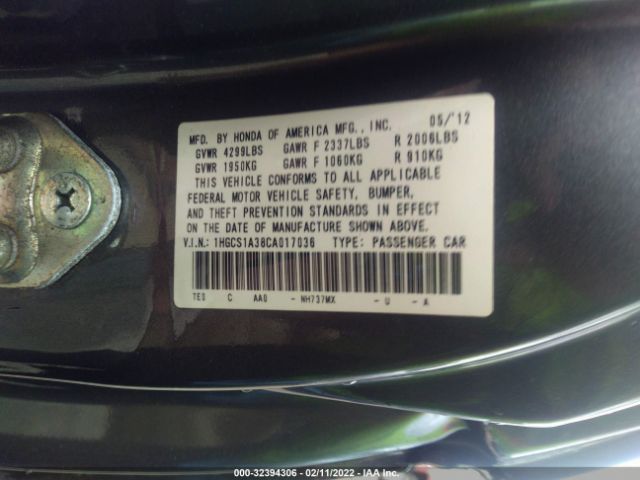 MFD. BY HONDA OF AMERICA MFG., INC. 05/'12
GVWR 4299LBS GAWR F 2337LBS R 2006LBS
GVWR 1950KG GAWR F 1060KG R 910KG
THIS VEHICLE CONFORMS TO ALL APPLICABLE
FEDERAL MOTOR VEHICLE SAFETY, BUMPER,
AND THEFT PREVENTION STANDARDS IN EFFECT
ON THE DATE OF MANUFACTURE SHOWN ABOVE.
V.I.N.: 1HGCS1A38CA017036 TYPE: PASSENGER CAR
TE0 C AA0 - NH737MX - U - A
000-32394306 - 02/11/2022 - IAA Inc.